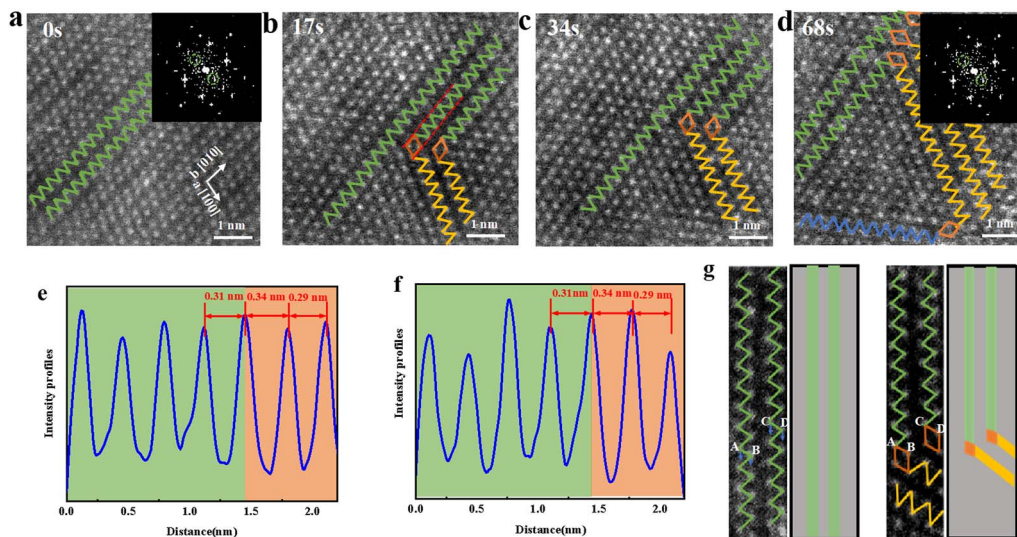 a
0s
b [010]
a [100]
1 nm
b
17s
1 nm
c
34s
1 nm
d
68s
1 nm
e
0.31 nm
0.34 nm
0.29 nm
Intensity profiles
0.0
0.5
1.0
1.5
2.0
Distance(nm)
f
0.31nm
0.34 nm
0.29 nm
Intensity profiles
0.0
0.5
1.0
1.5
2.0
Distance(nm)
g
A
B
C
D
A
B
C
D